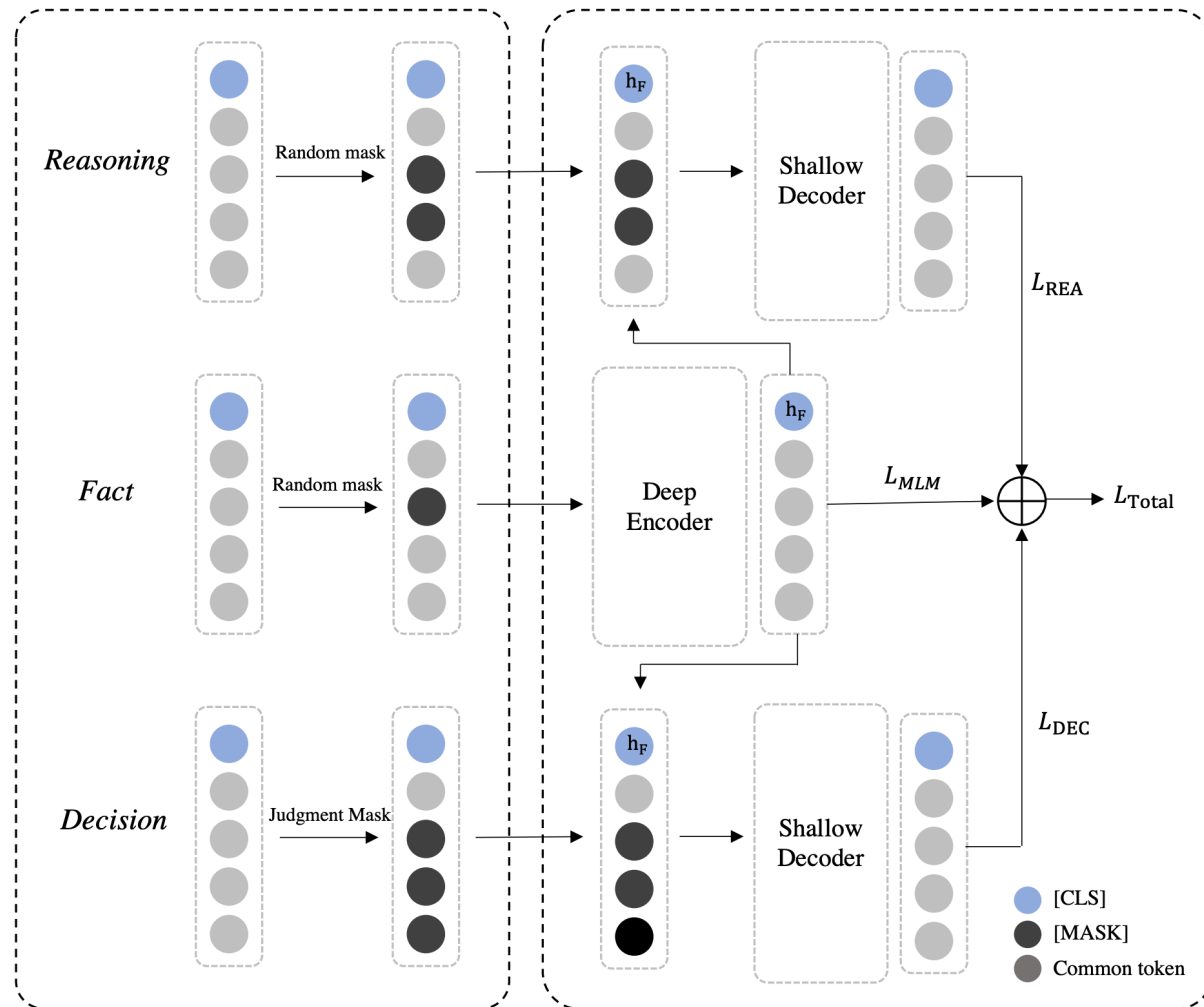 h_F
Reasoning
Random mask
Shallow
Decoder
L_REA
h_F
Fact
Random mask
Deep
Encoder
L_MLM
L_Total
h_F
Decision
Judgment Mask
Shallow
Decoder
L_DEC
[CLS]
[MASK]
Common token